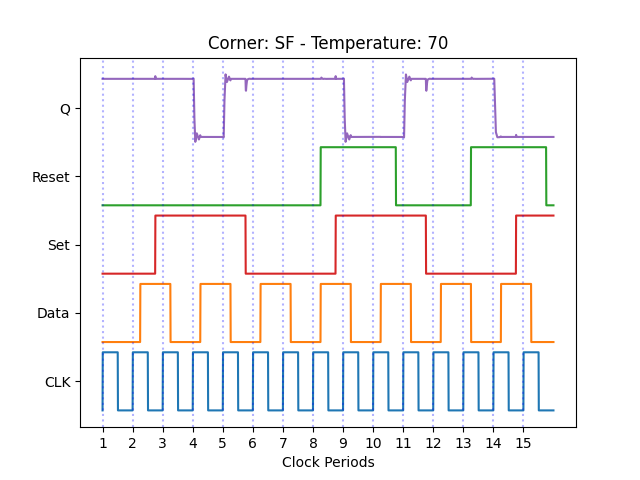 Corner: SF - Temperature: 70
Q
Reset
Set
Data
CLK
1 2 3 4 5 6 7 8 9 10 11 12 13 14 15
Clock Periods